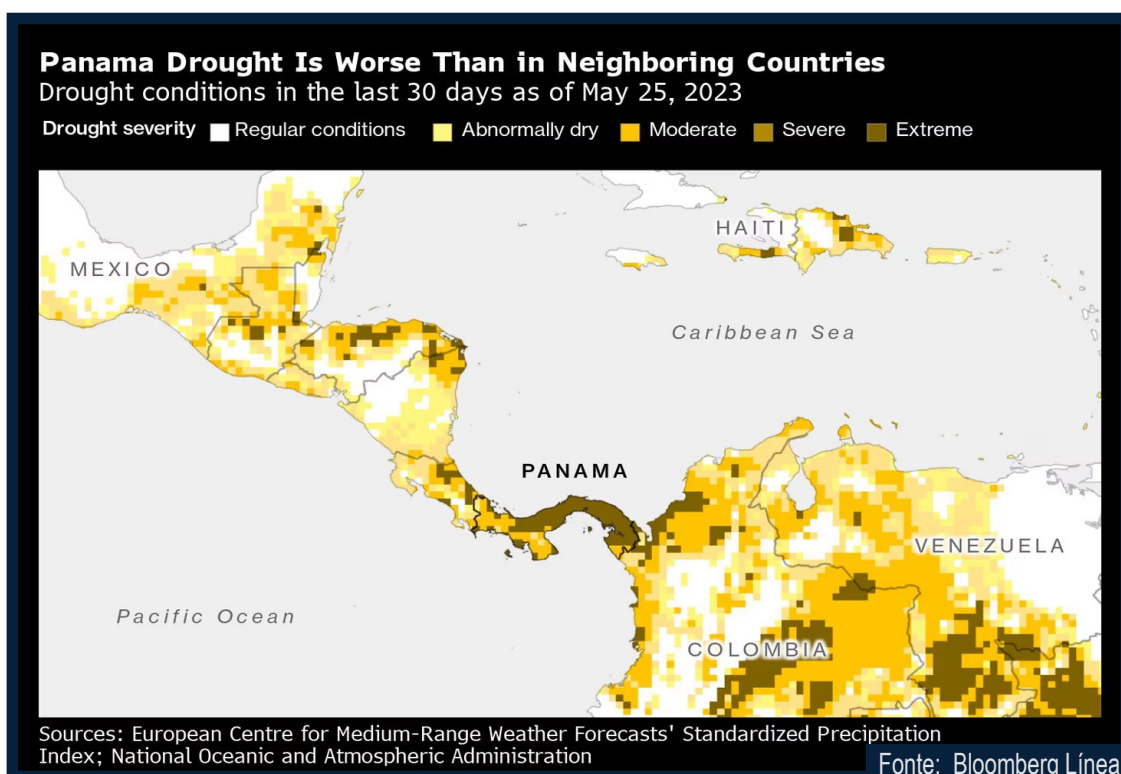 Panama Drought Is Worse Than in Neighboring Countries
Drought conditions in the last 30 days as of May 25, 2023
Drought severity Regular conditions Abnormally dry Moderate Severe Extreme
HAITI
MEXICO
Caribbean Sea
PANAMA
VENEZUELA
Pacific Ocean
COLOMBIA
Sources: European Centre for Medium-Range Weather Forecasts' Standardized Precipitation
Index; National Oceanic and Atmospheric Administration
Fonte: Bloomberg Línea